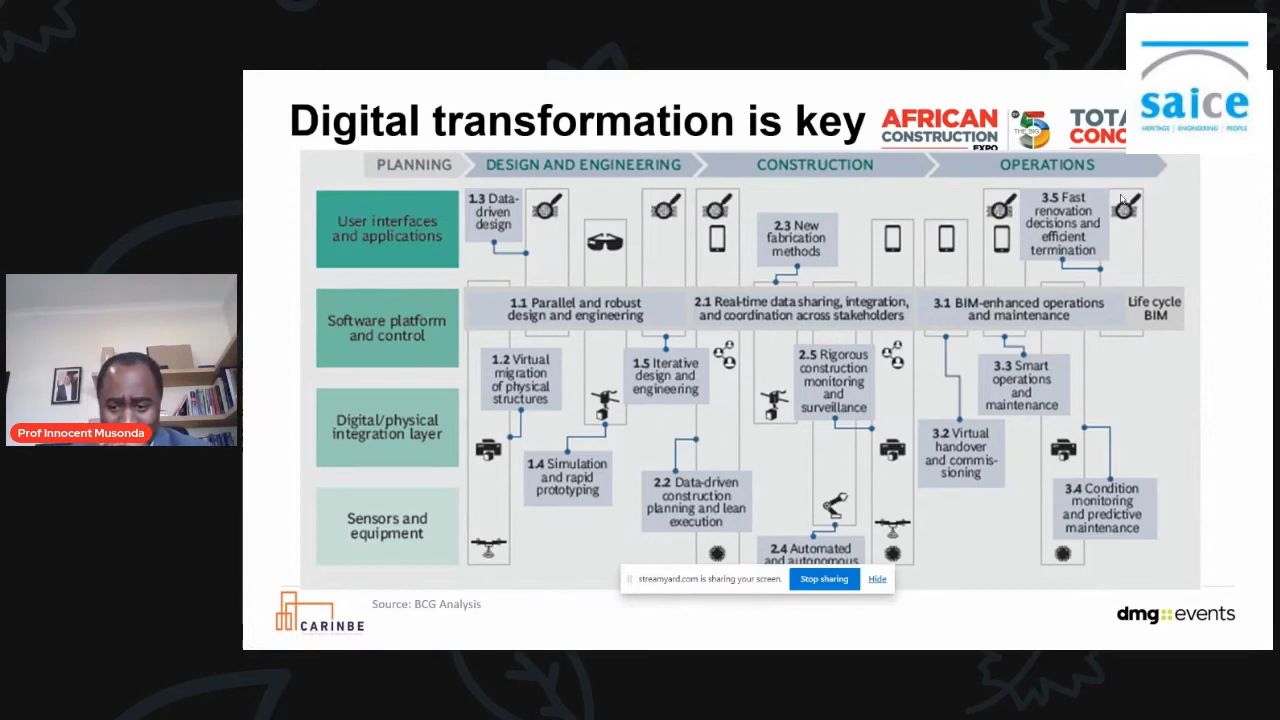 saice
HERITAGE | ENGINEERING | PEOPLE
Digital transformation is key
AFRICAN
CONSTRUCTION
EXPO
THE BIG
5
TOTA
CONC
PLANNING
DESIGN AND ENGINEERING
CONSTRUCTION
OPERATIONS
User interfaces
and applications
1.3 Data-
driven
design
2.3 New
fabrication
methods
3.5 Fast
renovation
decisions and
efficient
termination
Software platform
and control
1.1 Parallel and robust
design and engineering
2.1 Real-time data sharing, integration,
and coordination across stakeholders
3.1 BIM-enhanced operations
and maintenance
Life cycle
BIM
Digital/physical
integration layer
1.2 Virtual
migration
of physical
structures
1.5 Iterative
design and
engineering
2.5 Rigorous
construction
monitoring
and
surveillance
3.3 Smart
operations
and
maintenance
3.2 Virtual
handover
and commis-
sioning
1.4 Simulation
and rapid
prototyping
2.2 Data-driven
construction
planning and lean
execution
3.4 Condition
monitoring
and predictive
maintenance
Sensors and
equipment
2.4 Automated
and autonomous
Prof Innocent Musonda
streamyard.com is sharing your screen.
Stop sharing
Hide
CARINBE
Source: BCG Analysis
dmg::events